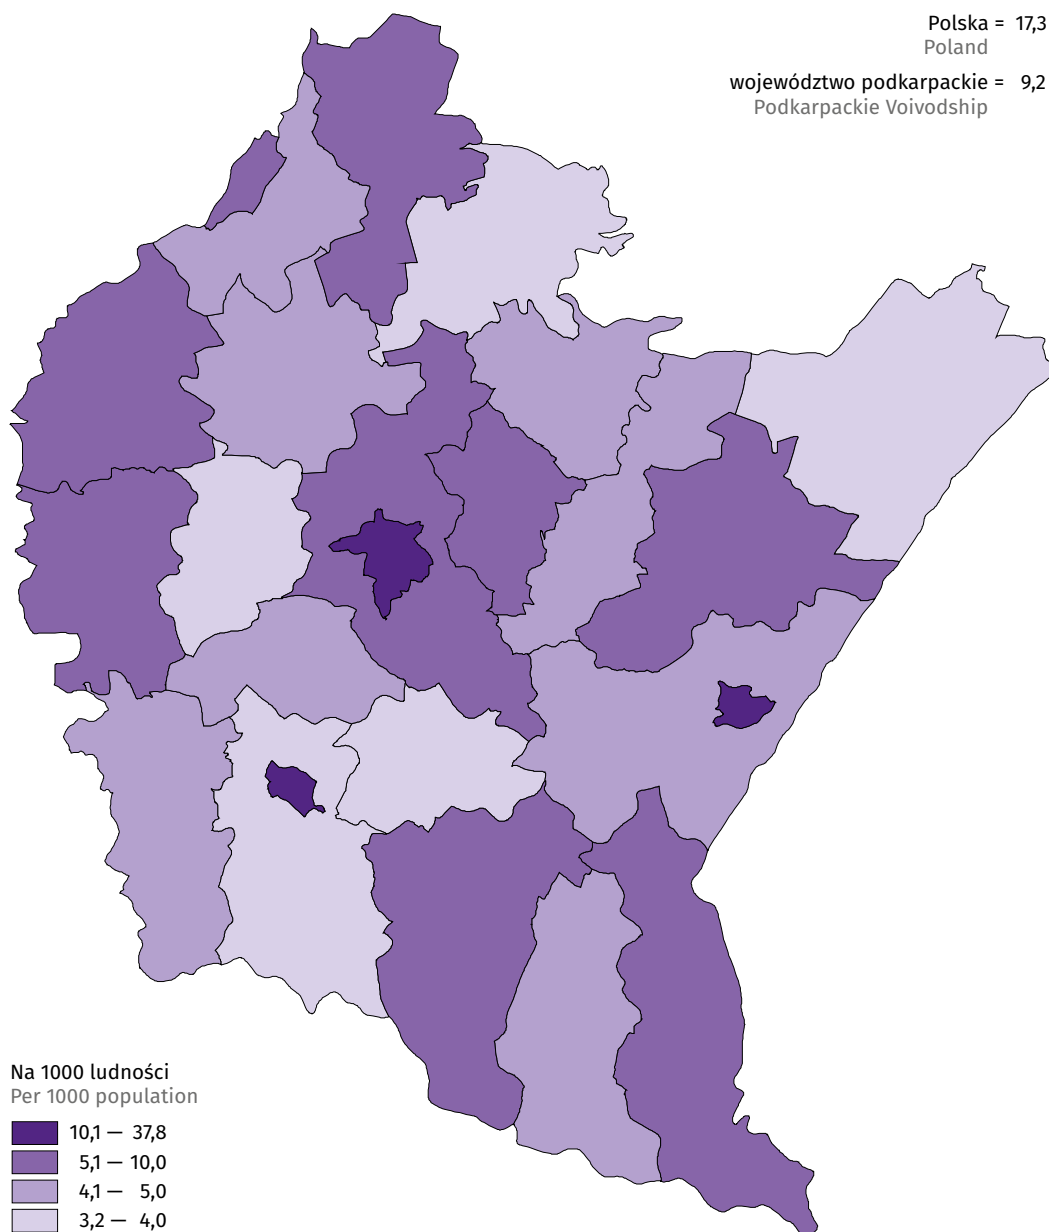 Polska = 17,3
Poland
województwo podkarpackie = 9,2
Podkarpackie Voivodship
Na 1000 ludności
Per 1000 population
10,1 — 37,8
5,1 — 10,0
4,1 — 5,0
3,2 — 4,0